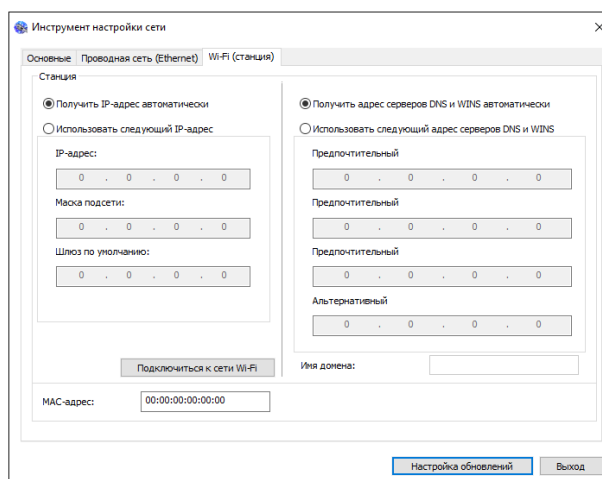 Инструмент настройки сети
Основные Проводная сеть (Ethernet) Wi-Fi (станция)
Станция
Получить IP-адрес автоматически
Использовать следующий IP-адрес
IP-адрес:
0 . 0 . 0 . 0
Маска подсети:
0 . 0 . 0 . 0
Шлюз по умолчанию:
0 . 0 . 0 . 0
Подключиться к сети Wi-Fi
Получить адрес серверов DNS и WINS автоматически
Использовать следующий адрес серверов DNS и WINS
Предпочтительный
0 . 0 . 0 . 0
Предпочтительный
0 . 0 . 0 . 0
Предпочтительный
0 . 0 . 0 . 0
Альтернативный
0 . 0 . 0 . 0
Имя домена:
MAC-адрес: 00:00:00:00:00:00
Настройка обновлений Выход